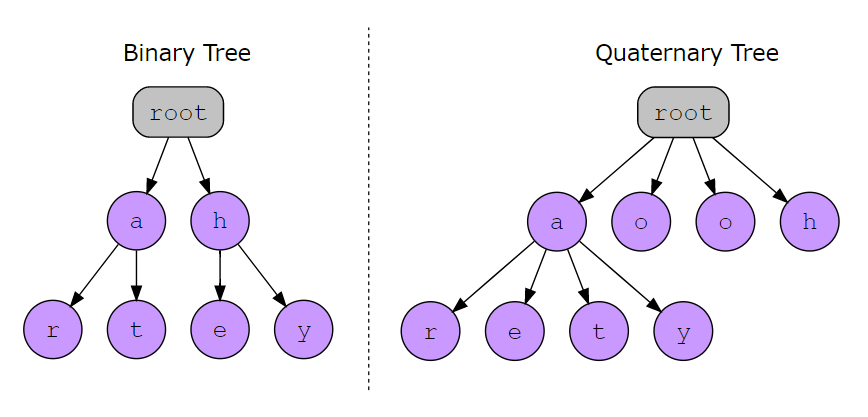 Binary Tree
Quaternary Tree
root
root
a h
a o o h
r t e y
r e t y